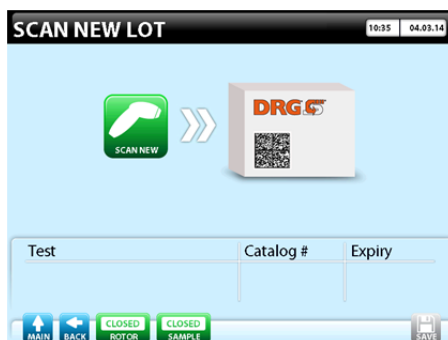 SCAN NEW LOT
10:35 04.03.14
SCAN NEW
DRG
Test Catalog # Expiry
MAIN BACK CLOSED ROTOR CLOSED SAMPLE SAVE